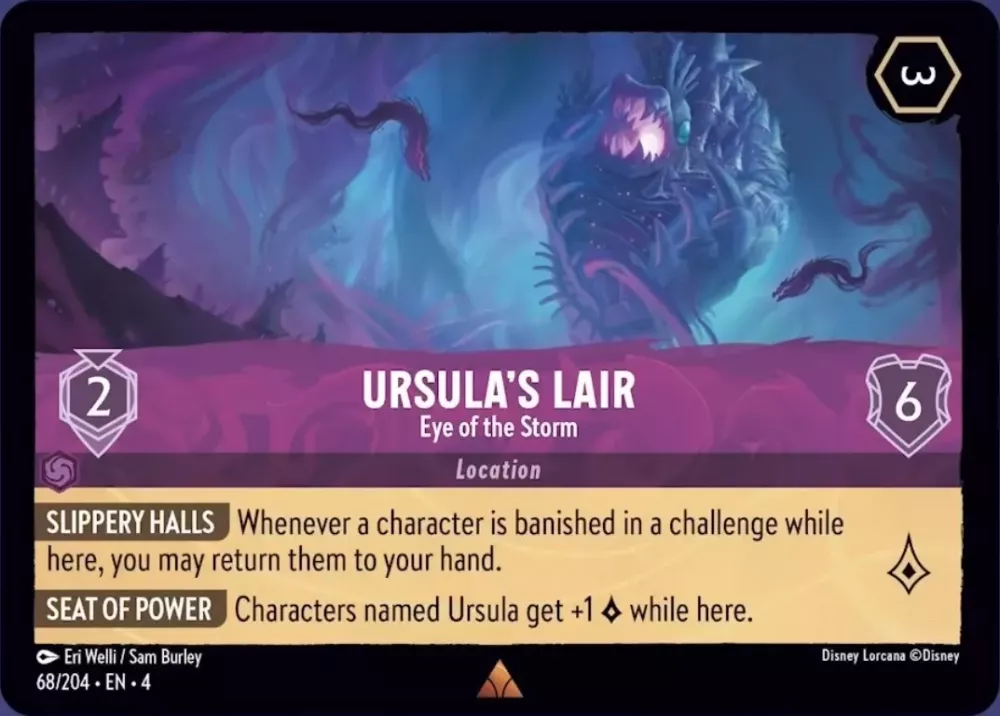 3
2
URSULA'S LAIR
6
Eye of the Storm
Location
SLIPPERY HALLS Whenever a character is banished in a challenge while
here, you may return them to your hand.
SEAT OF POWER Characters named Ursula get +1 while here.
Eri Welli / Sam Burley
Disney Lorcana ©Disney
68/204 • EN • 4